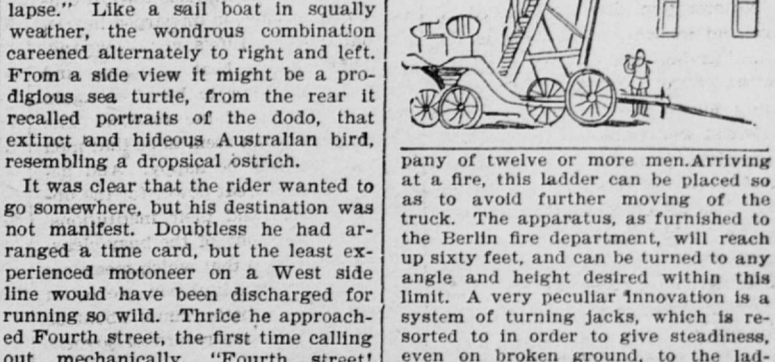 lapse." Like a sail boat in squally
weather, the wondrous combination
careened alternately to right and left.
From a side view it might be a pro-
digious sea turtle, from the rear it
recalled portraits of the dodo, that
extinct and hideous Australian bird,
resembling a dropsical ostrich.
It was clear that the rider wanted to
go somewhere, but his destination was
not manifest. Doubtless he had ar-
ranged a time card, but the least ex-
perienced motoneer on a West side
line would have been discharged for
running so wild. Thrice he approach-
ed Fourth street, the first time calling
out mechanically, "Fourth street!
pany of twelve or more men.Arriving
at a fire, this ladder can be placed so
as to avoid further moving of the
truck. The apparatus, as furnished to
the Berlin fire department, will reach
up sixty feet, and can be turned to any
angle and height desired within this
limit. A very peculiar innovation is a
system of turning jacks, which is re-
sorted to in order to give steadiness,
even on broken ground, to the lad-